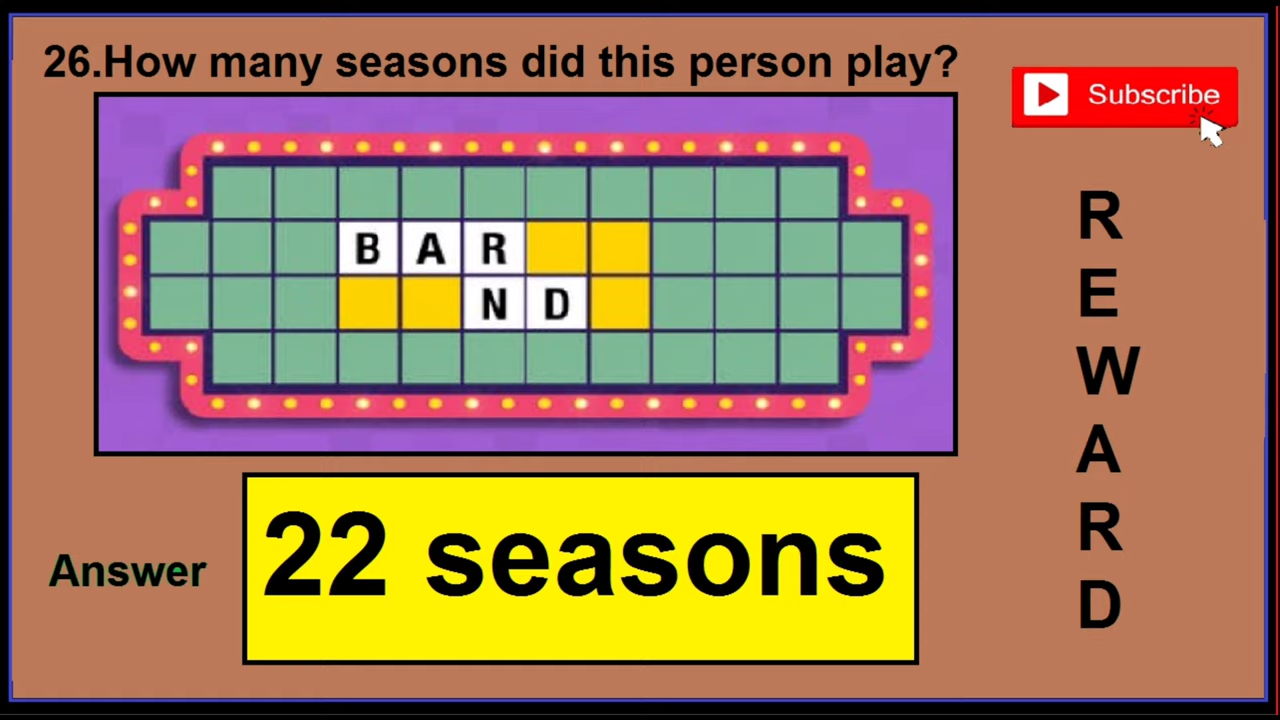 26.How many seasons did this person play?
Subscribe
B A R
N D
Answer
22 seasons
R
E
W
A
R
D